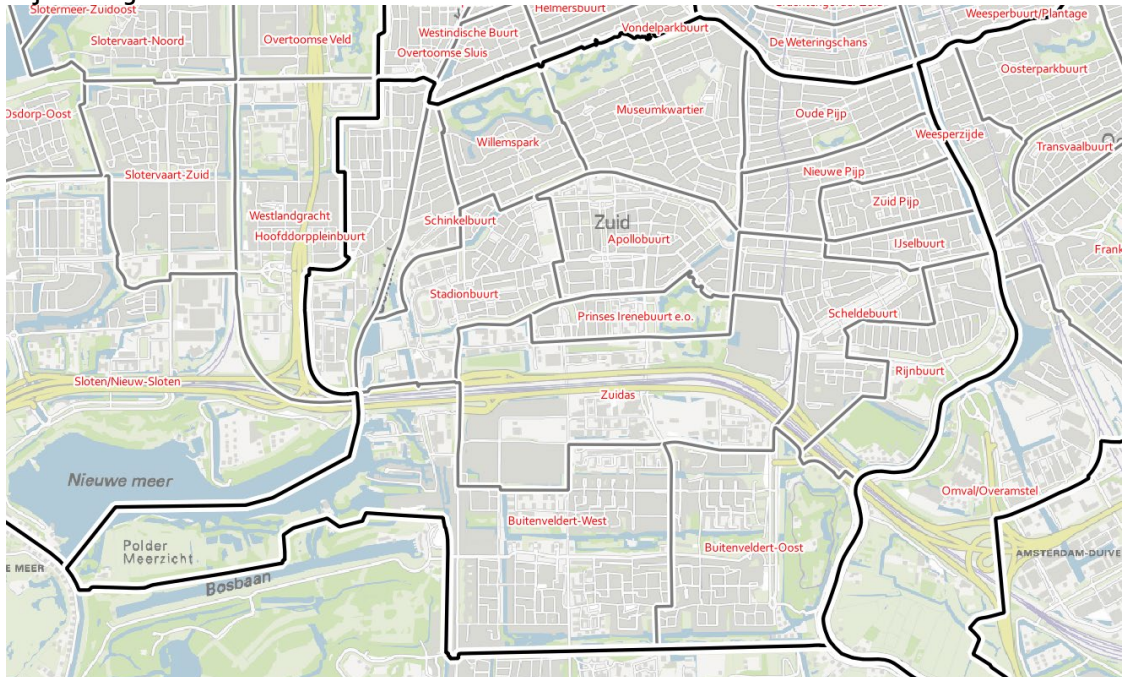 Slotermeer-Zuidoost
Helmersbuurt
Weesperbuurt/Plantage
Slotervaart-Noord
Overtoomse Veld
Westindische Buurt
Vondelparkbuurt
De Weteringschans
Overtoomse Sluis
Oosterparkbuurt
Osdorp-Oost
Museumkwartier
Oude Pijp
Weesperzijde
Willemspark
Transvaalbuurt
Slotervaart-Zuid
Nieuwe Pijp
Zuid Pijp
Westlandgracht
Schinkelbuurt
Zuid
Hoofddorppleinbuurt
Apollobuurt
IJselbuurt
Frank
Stadionbuurt
Prinses Irenebuurt e.o.
Scheldebuurt
Rijnbuurt
Sloten/Nieuw-Sloten
Zuidas
Nieuwe meer
Omval/Overamstel
Buitenveldert-West
Polder
Meerzicht
Buitenveldert-Oost
AMSTERDAM-DUIVE
E MEER
Bosbaan